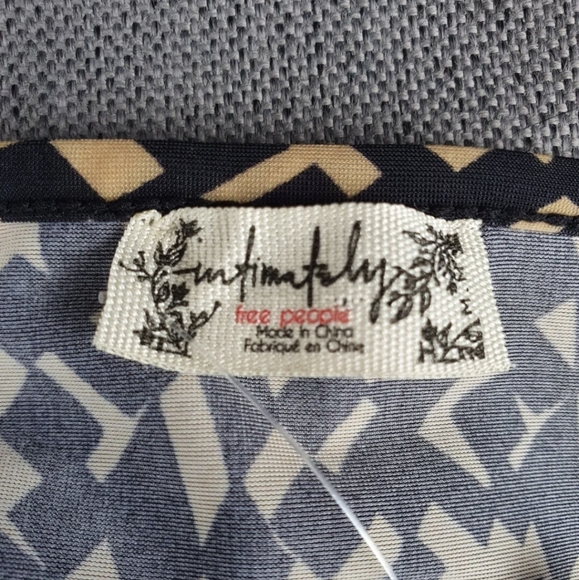 intimately
free people
Made in China
Fabriqué en Chine
M